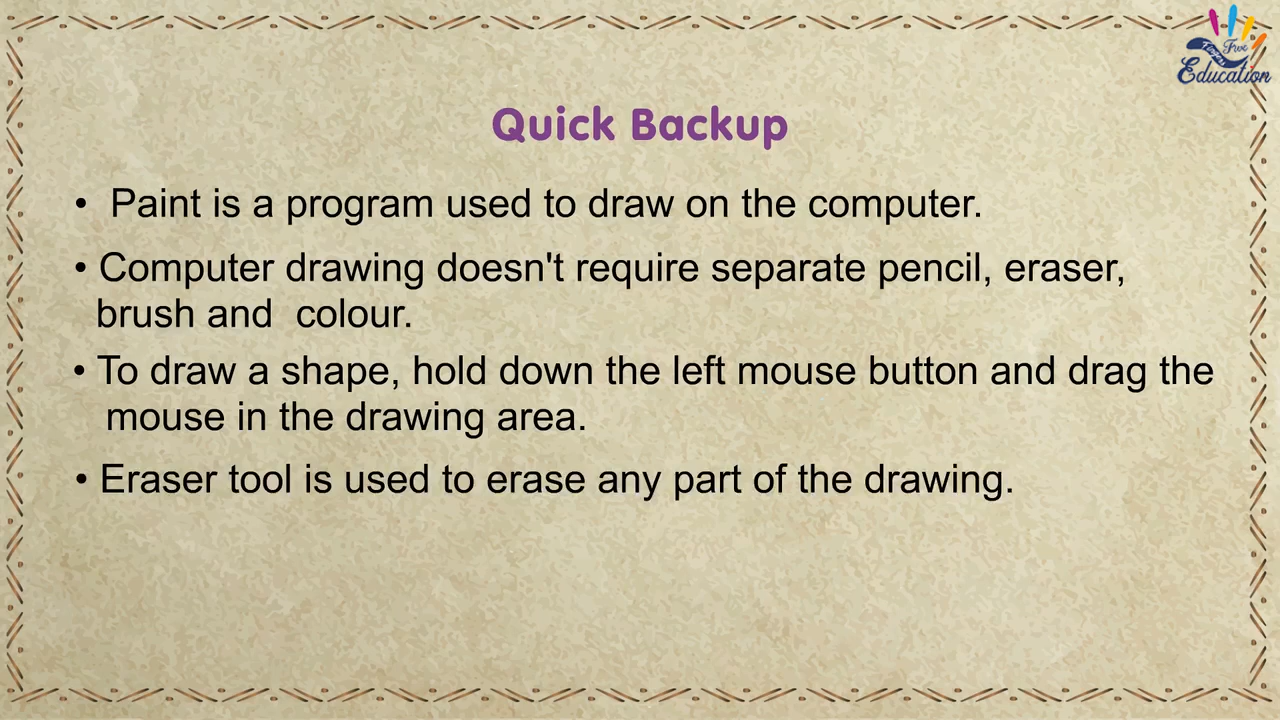 Five
Education
Quick Backup
• Paint is a program used to draw on the computer.
• Computer drawing doesn't require separate pencil, eraser,
brush and colour.
• To draw a shape, hold down the left mouse button and drag the
mouse in the drawing area.
• Eraser tool is used to erase any part of the drawing.